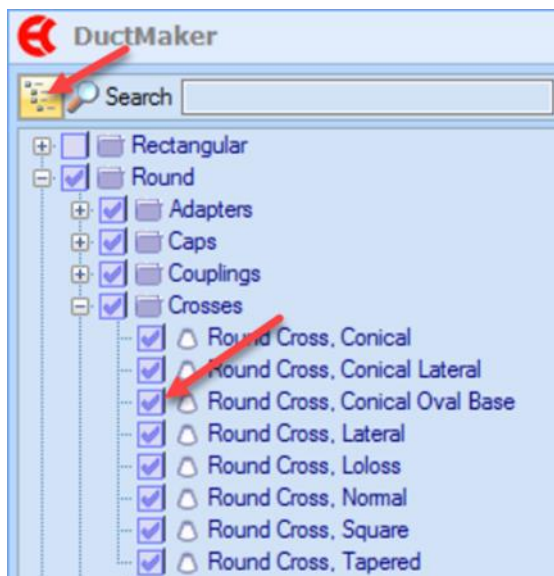 DuctMaker
Search
Rectangular
Round
Adapters
Caps
Couplings
Crosses
Round Cross, Conical
Round Cross, Conical Lateral
Round Cross, Conical Oval Base
Round Cross, Lateral
Round Cross, Loloss
Round Cross, Normal
Round Cross, Square
Round Cross, Tapered